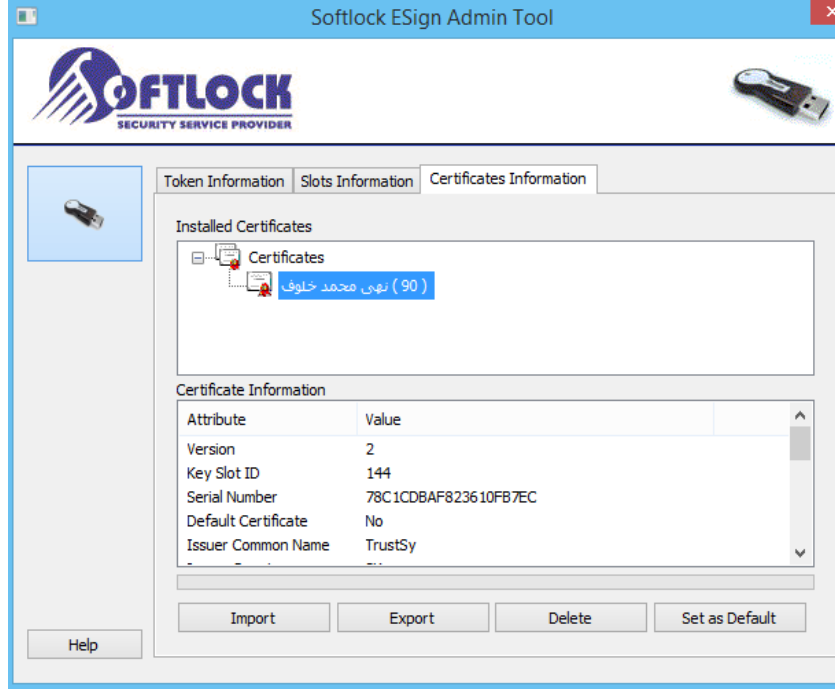 Softlock ESign Admin Tool
SOFTLOCK
SECURITY SERVICE PROVIDER
Token Information Slots Information Certificates Information
Installed Certificates
Certificates
نهى محمد خلوف ( 90 )
Certificate Information
Attribute Value
Version 2
Key Slot ID 144
Serial Number 78C1CDBAF823610FB7EC
Default Certificate No
Issuer Common Name TrustSy
Import Export Delete Set as Default
Help